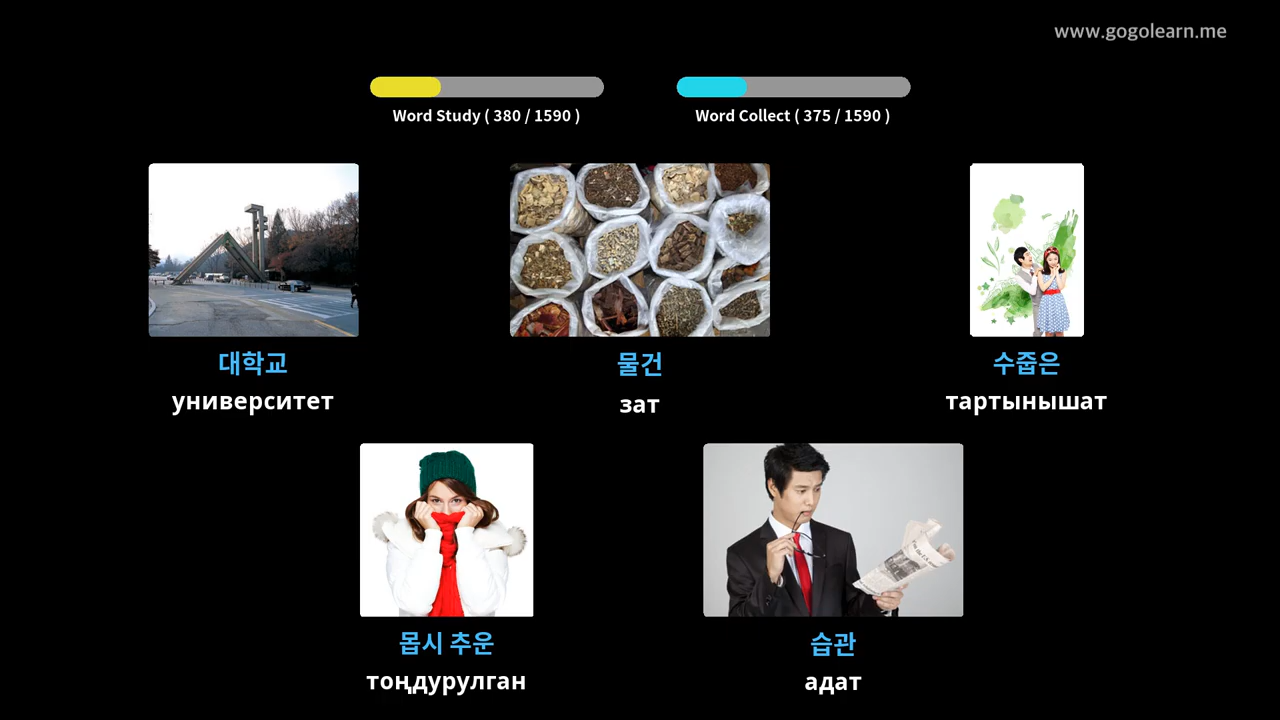 www.gogolearn.me
Word Study ( 380 / 1590 )
Word Collect ( 375 / 1590 )
대학교
университет
물건
зат
수줍은
тартынышат
몹시 추운
тоңдурулган
습관
адат